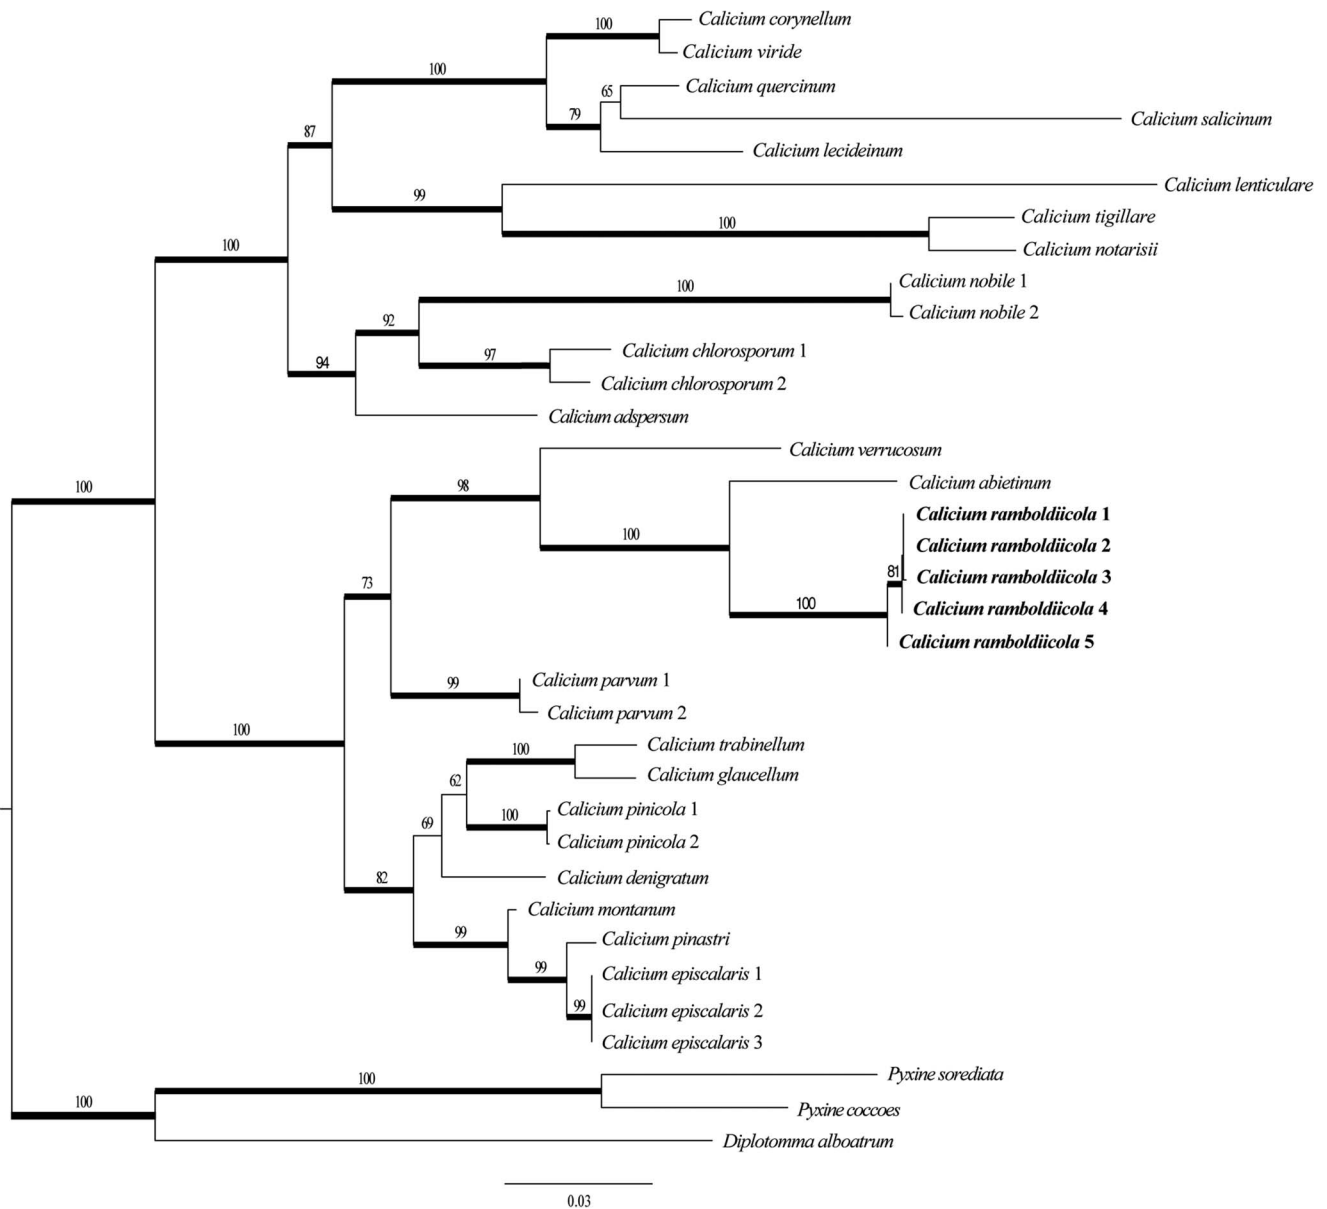 100
Calicium corynellum
Calicium viride
100
65
Calicium quercinum
79
Calicium salicinum
Calicium lecideinum
87
Calicium lenticulare
99
Calicium tigillare
100
Calicium notarisii
100
Calicium nobile 1
100
Calicium nobile 2
92
Calicium chlorosporum 1
97
Calicium chlorosporum 2
94
Calicium adspersum
Calicium verrucosum
100
98
Calicium abietinum
Calicium ramboldiicola 1
100
Calicium ramboldiicola 2
81
Calicium ramboldiicola 3
73
100
Calicium ramboldiicola 4
Calicium ramboldiicola 5
99
Calicium parvum 1
Calicium parvum 2
100
100
Calicium trabinellum
Calicium glaucellum
62
Calicium pinicola 1
100
69
Calicium pinicola 2
82
Calicium denigratum
Calicium montanum
99
Calicium pinastri
99
Calicium episcalaris 1
99
Calicium episcalaris 2
Calicium episcalaris 3
100
Pyxine sorediata
100
Pyxine coccoes
Diplotomma alboatrum
0.03